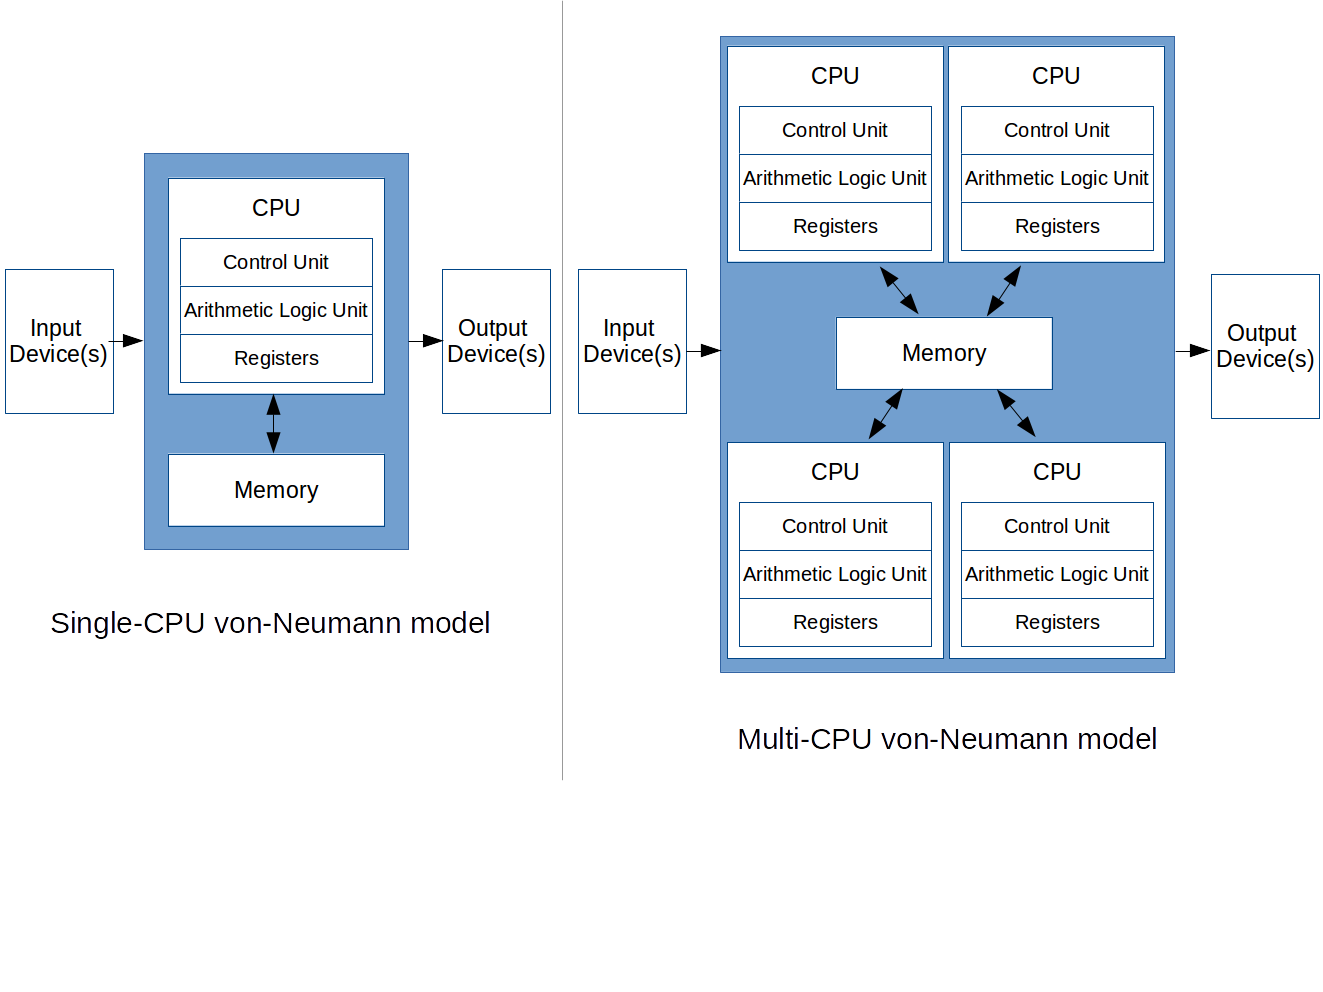 CPU
Control Unit
Arithmetic Logic Unit
Registers
Memory
Input
Device(s)
Output
Device(s)
Single-CPU von-Neumann model
CPU
Control Unit
Arithmetic Logic Unit
Registers
CPU
Control Unit
Arithmetic Logic Unit
Registers
Input
Device(s)
Memory
Output
Device(s)
CPU
Control Unit
Arithmetic Logic Unit
Registers
CPU
Control Unit
Arithmetic Logic Unit
Registers
Multi-CPU von-Neumann model